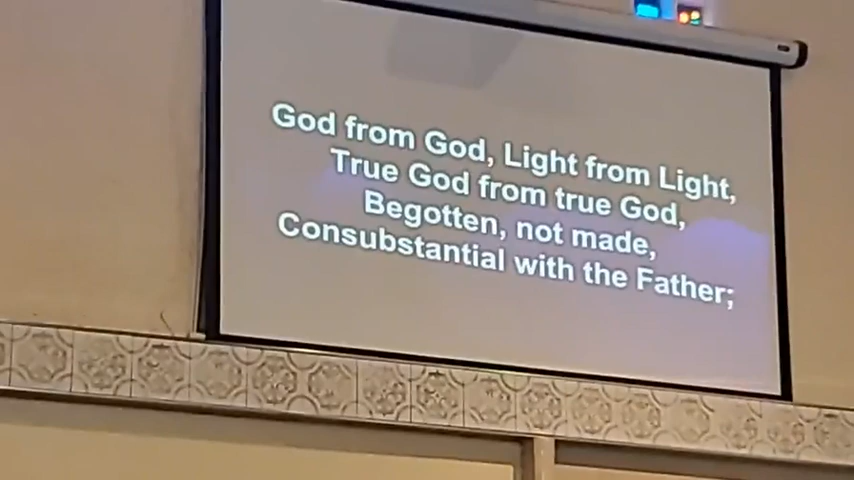 God from God, Light from Light,
True God from true God,
Begotten, not made,
Consubstantial with the Father;